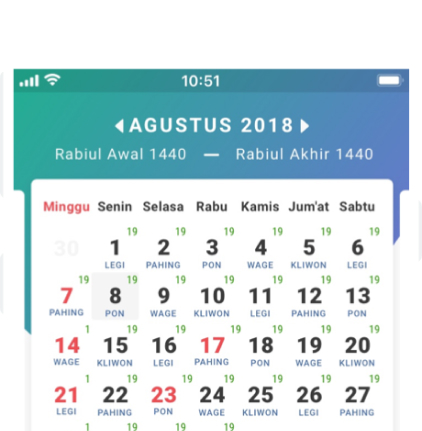 10:51
AGUSTUS 2018
Rabiul Awal 1440 — Rabiul Akhir 1440
Minggu Senin Selasa Rabu Kamis Jum'at Sabtu
19 19 19 19 19 19
30 1 2 3 4 5 6
LEGI PAHING PON WAGE KLIWON LEGI
19 19 19 19 19 19 19
7 8 9 10 11 12 13
PAHING PON WAGE KLIWON LEGI PAHING PON
1 19 19 19 19 19 19
14 15 16 17 18 19 20
WAGE KLIWON LEGI PAHING PON WAGE KLIWON
1 19 19 19 19 19 19
21 22 23 24 25 26 27
LEGI PAHING PON WAGE KLIWON LEGI PAHING
1 19 19 19